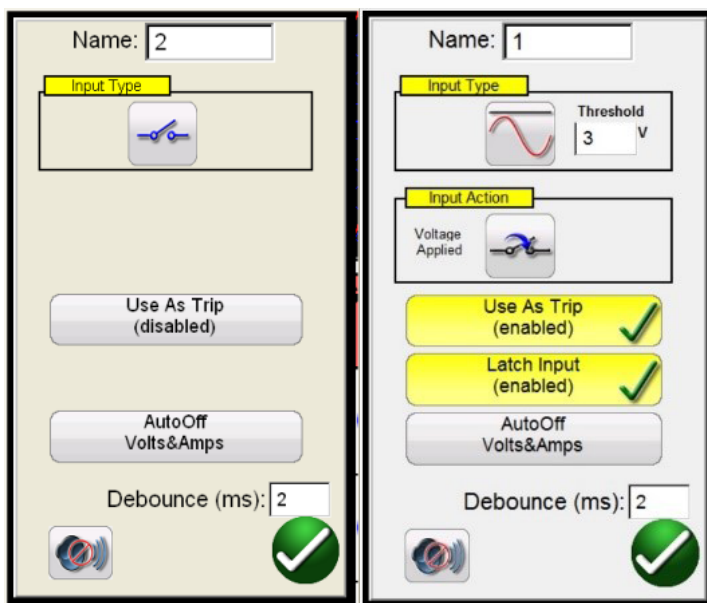 Name: 2
Input Type
Use As Trip
(disabled)
AutoOff
Volts&Amps
Debounce (ms): 2
Name: 1
Input Type
Threshold
3 V
Input Action
Voltage
Applied
Use As Trip
(enabled)
Latch Input
(enabled)
AutoOff
Volts&Amps
Debounce (ms): 2